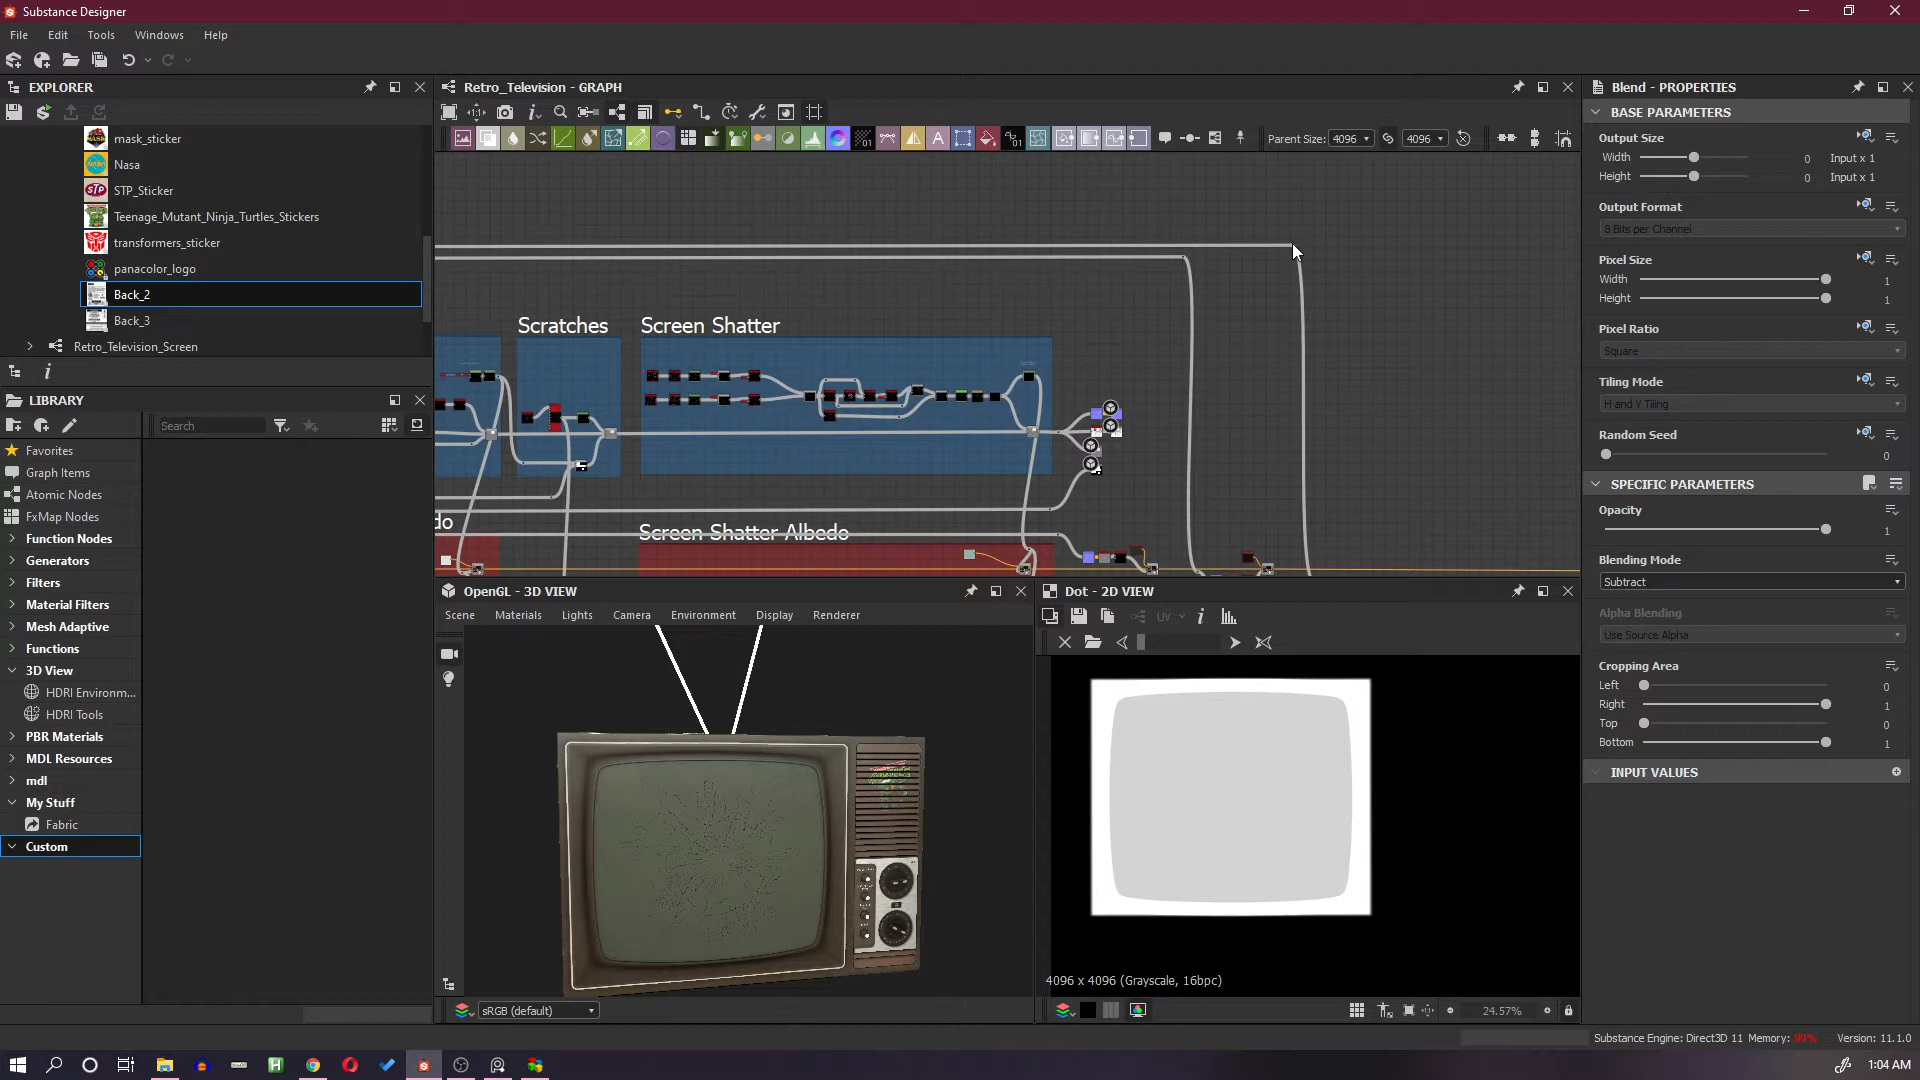 Substance Designer
File Edit Tools Windows Help
EXPLORER
mask_sticker
Nasa
STP_Sticker
Teenage_Mutant_Ninja_Turtles_Stickers
transformers_sticker
panacolor_logo
Back_2
Back_3
Retro_Television_Screen
LIBRARY
Search
Favorites
Graph Items
Atomic Nodes
FxMap Nodes
Function Nodes
Generators
Filters
Material Filters
Mesh Adaptive
Functions
3D View
HDRI Environm...
HDRI Tools
PBR Materials
MDL Resources
mdl
My Stuff
Fabric
Custom
Retro_Television - GRAPH
Parent Size: 4096 4096
Scratches
Screen Shatter
do
Screen Shatter Albedo
OpenGL - 3D VIEW
Scene Materials Lights Camera Environment Display Renderer
sRGB (default)
Dot - 2D VIEW
UV
4096 x 4096 (Grayscale, 16bpc)
24.57%
Blend - PROPERTIES
BASE PARAMETERS
Output Size
Width 0 Input x 1
Height 0 Input x 1
Output Format
8 Bits per Channel
Pixel Size
Width 1
Height 1
Pixel Ratio
Square
Tiling Mode
H and V Tiling
Random Seed
0
SPECIFIC PARAMETERS
Opacity
1
Blending Mode
Subtract
Alpha Blending
Use Source Alpha
Cropping Area
Left 0
Right 1
Top 0
Bottom 1
INPUT VALUES
Substance Engine: Direct3D 11 Memory: 99% Version: 11.1.0
1:04 AM